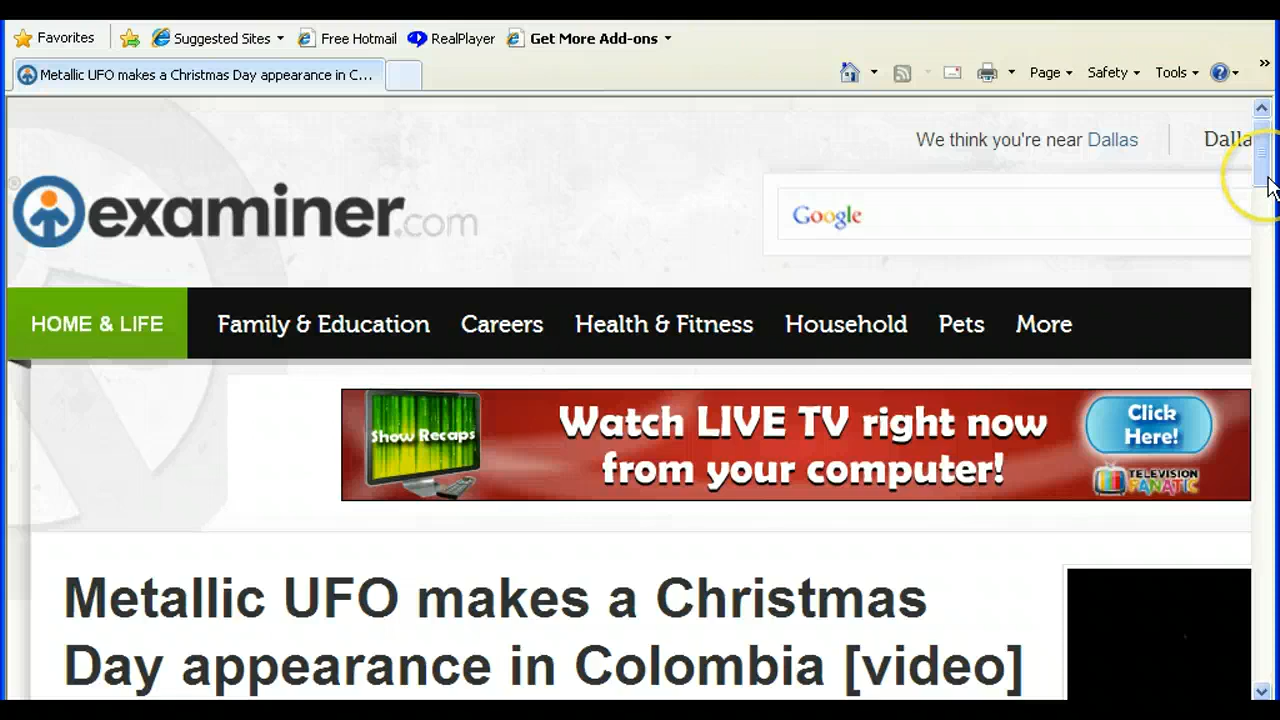 Favorites Suggested Sites Free Hotmail RealPlayer Get More Add-ons
Metallic UFO makes a Christmas Day appearance in C...
Page Safety Tools
We think you're near Dallas
examiner.com
Google
HOME & LIFE Family & Education Careers Health & Fitness Household Pets More
Show Recaps
Watch LIVE TV right now
from your computer!
Click
Here!
TELEVISION
FANATIC
Metallic UFO makes a Christmas
Day appearance in Colombia [video]